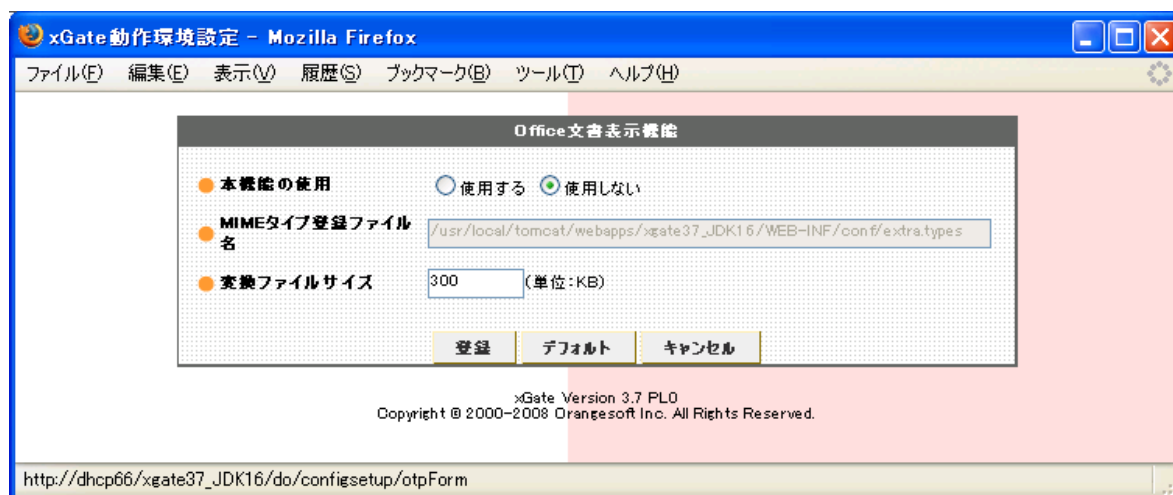 xGate動作環境設定 - Mozilla Firefox
ファイル(F) 編集(E) 表示(V) 履歴(S) ブックマーク(B) ツール(T) ヘルプ(H)
Office文書表示機能
本機能の使用 使用する 使用しない
MIMEタイプ登録ファイル
名
/usr/local/tomcat/webapps/xgate37_JDK16/WEB-INF/conf/extra.types
変換ファイルサイズ 300 (単位:KB)
登録 デフォルト キャンセル
xGate Version 3.7 PL0
Copyright © 2000-2008 Orangesoft Inc. All Rights Reserved.
http://dhcp66/xgate37_JDK16/do/configsetup/otpForm